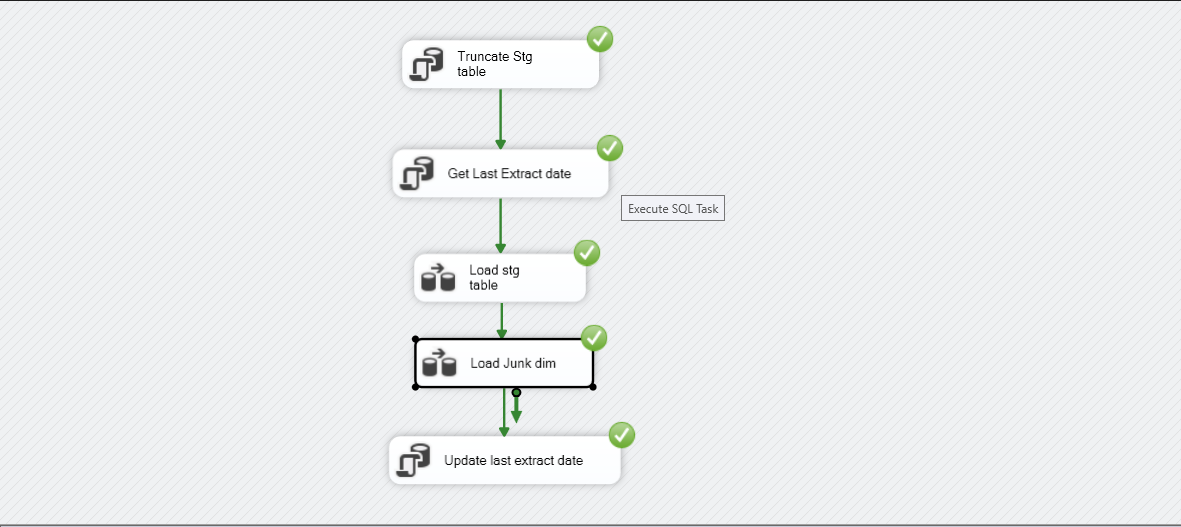 Truncate Stg
table
Get Last Extract date
Execute SQL Task
Load stg
table
Load Junk dim
Update last extract date